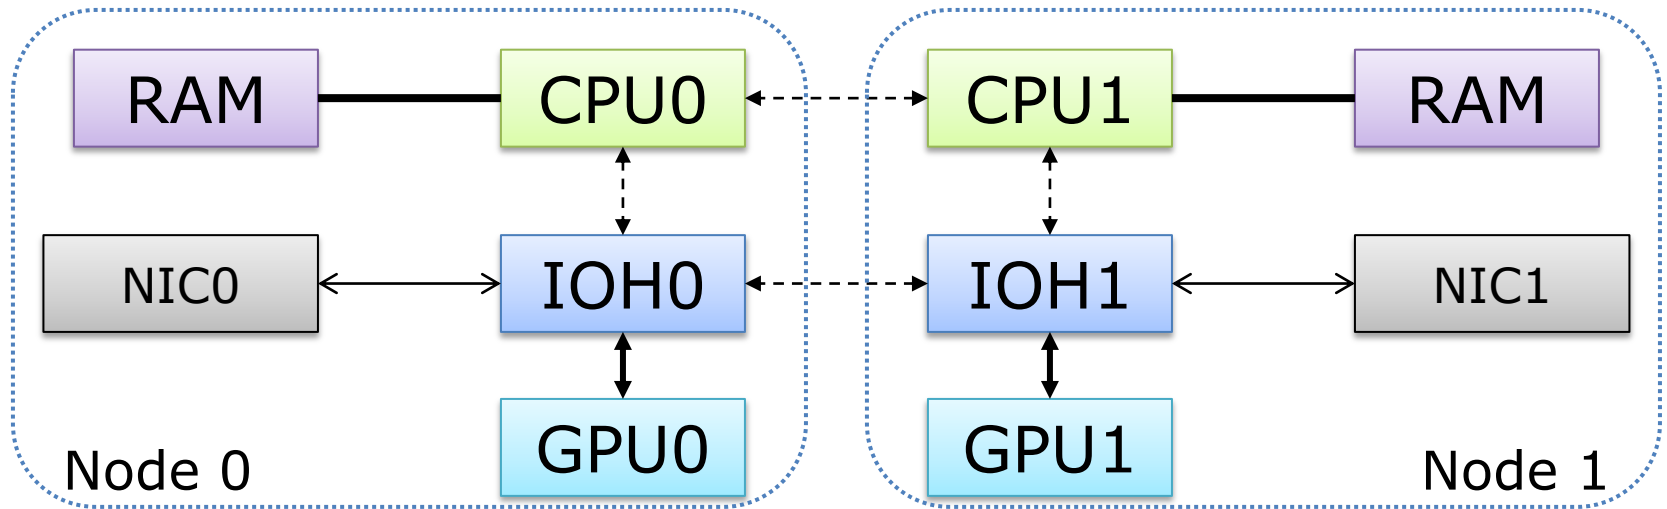 RAM
CPU0
CPU1
RAM
NIC0
IOH0
IOH1
NIC1
GPU0
GPU1
Node 0
Node 1